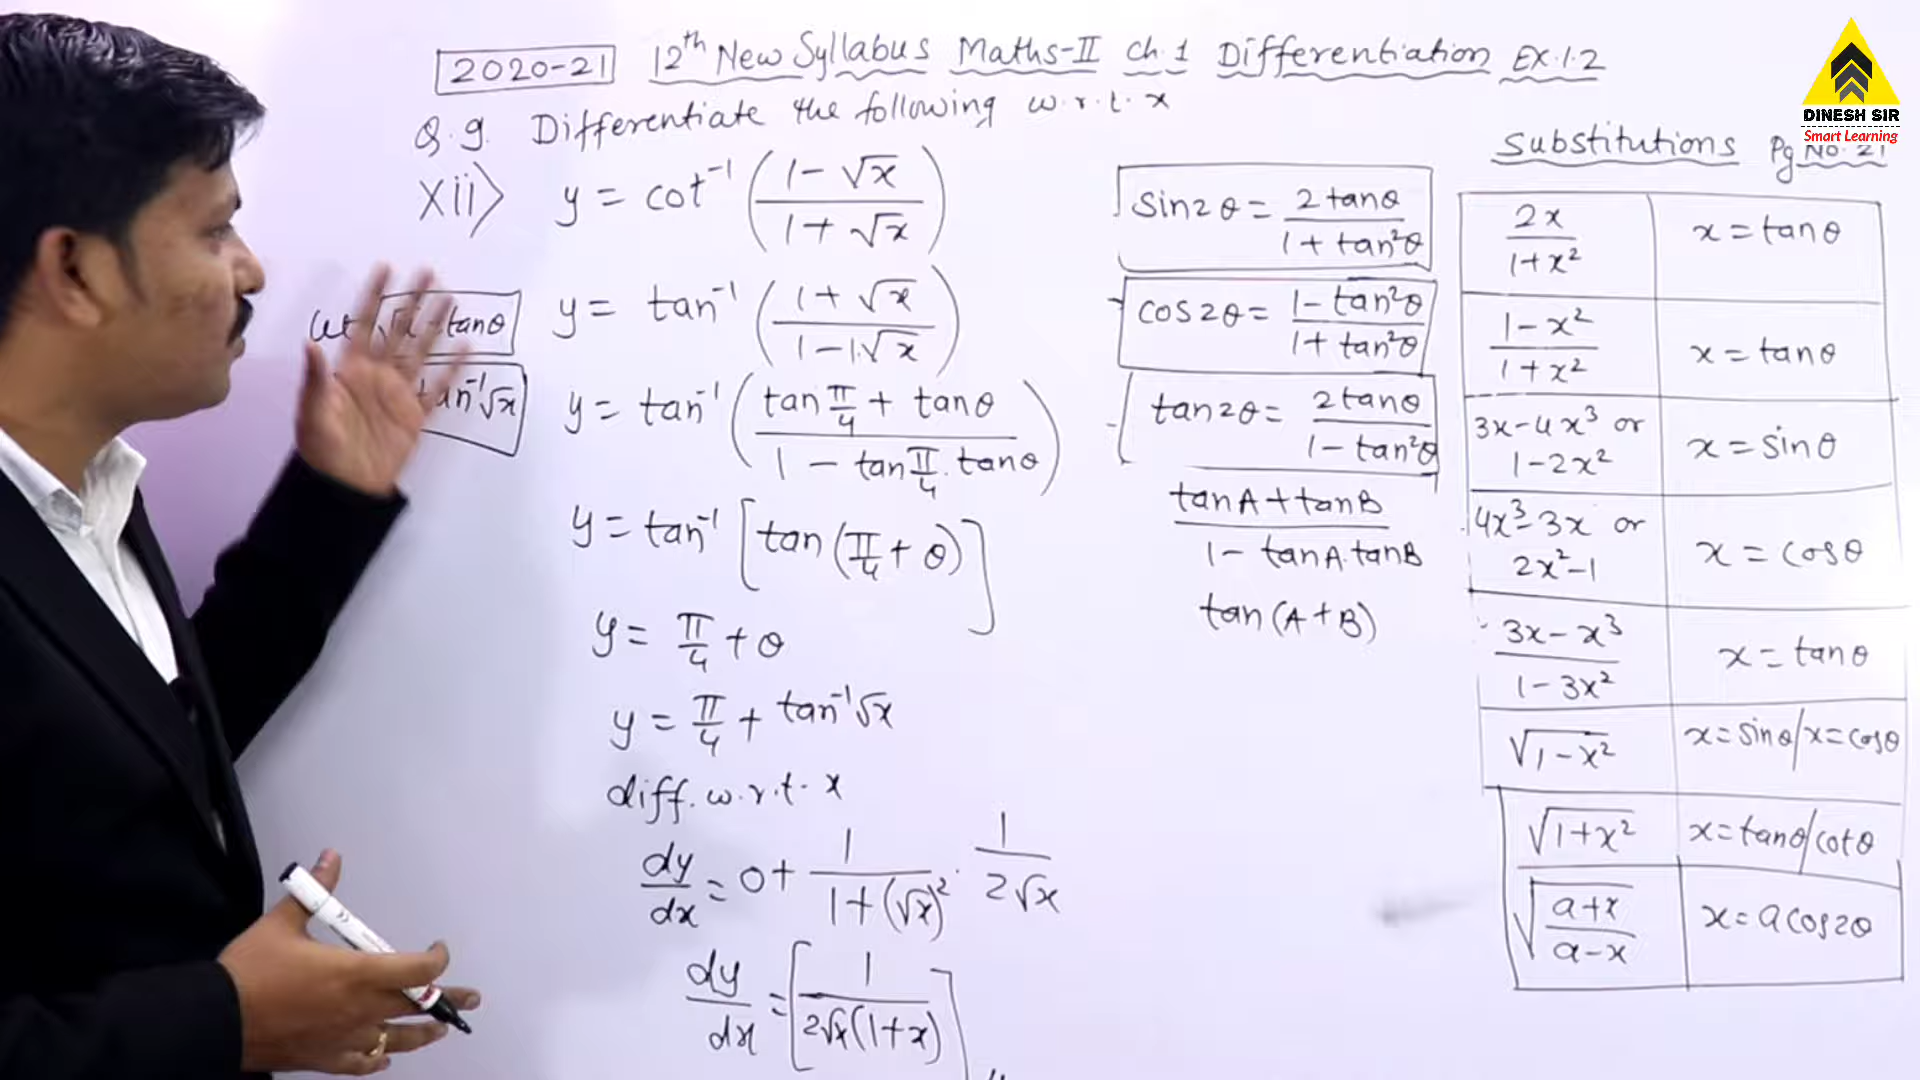 2020-21 12th New Syllabus Maths-II Ch.1 Differentiation Ex.1.2
DINESH SIR
Smart Learning
Q.9. Differentiate the following w.r.t. x
xii) y = cot⁻¹ ((1 - √x)/(1 + √x))
y = tan⁻¹ ((1 + √x)/(1 - 1.√x))
let √x = tanθ
tan⁻¹√x
y = tan⁻¹ ((tan π/4 + tanθ)/(1 - tan π/4 . tanθ))
y = tan⁻¹ [tan(π/4 + θ)]
y = π/4 + θ
y = π/4 + tan⁻¹√x
diff. w.r.t. x
dy/dx = 0 + 1/(1 + (√x)²) . 1/(2√x)
dy/dx = [1/(2√x(1+x))]
sin2θ = 2tanθ/(1 + tan²θ)
cos2θ = (1 - tan²θ)/(1 + tan²θ)
tan2θ = 2tanθ/(1 - tan²θ)
(tanA + tanB)/(1 - tanA.tanB)
tan(A + B)
Substitutions Pg No. 21
2x/(1+x²) x = tanθ
(1-x²)/(1+x²) x = tanθ
3x-4x³ or x = sinθ
1-2x²
4x³-3x or x = cosθ
2x²-1
(3x-x³)/(1-3x²) x = tanθ
√(1-x²) x = sinθ/x = cosθ
√(1+x²) x = tanθ/cotθ
√((a+x)/(a-x)) x = a cos2θ